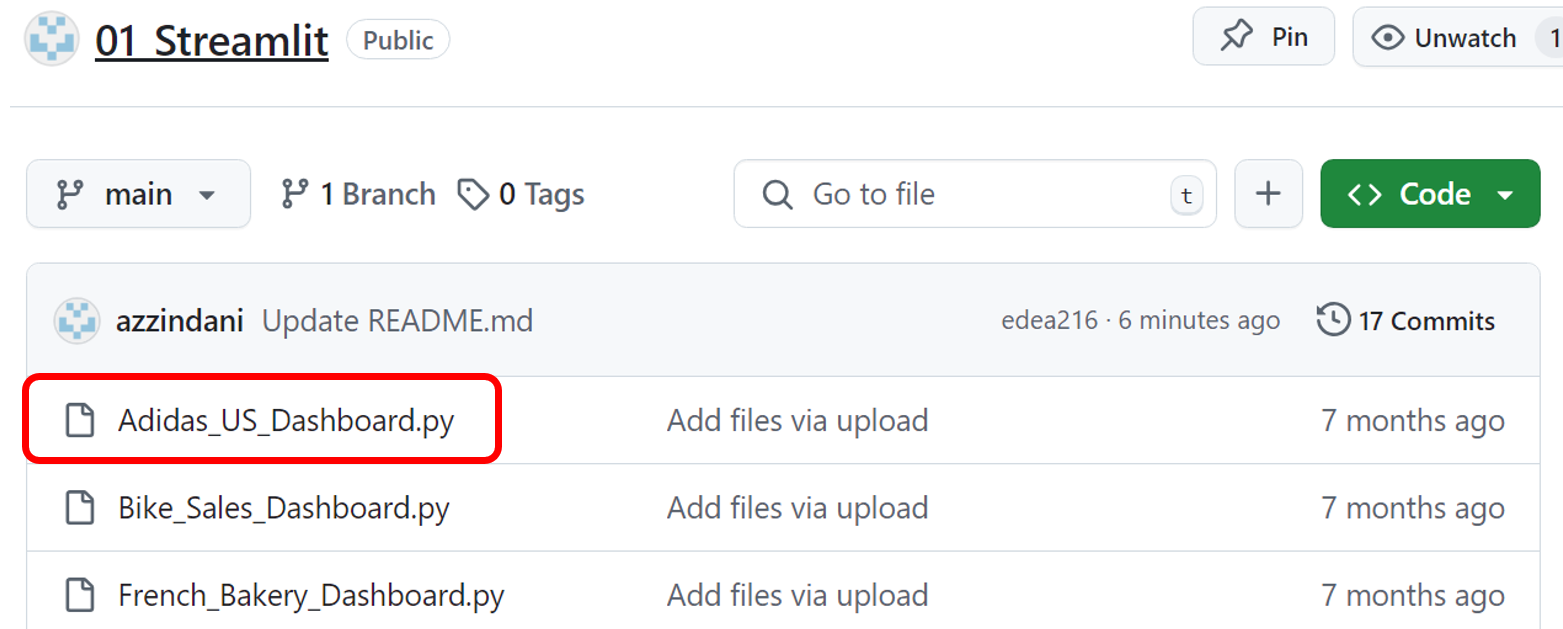 01_Streamlit Public Pin Unwatch 1
main 1 Branch 0 Tags Go to file t Code
azzindani Update README.md edea216 · 6 minutes ago 17 Commits
Adidas_US_Dashboard.py Add files via upload 7 months ago
Bike_Sales_Dashboard.py Add files via upload 7 months ago
French_Bakery_Dashboard.py Add files via upload 7 months ago